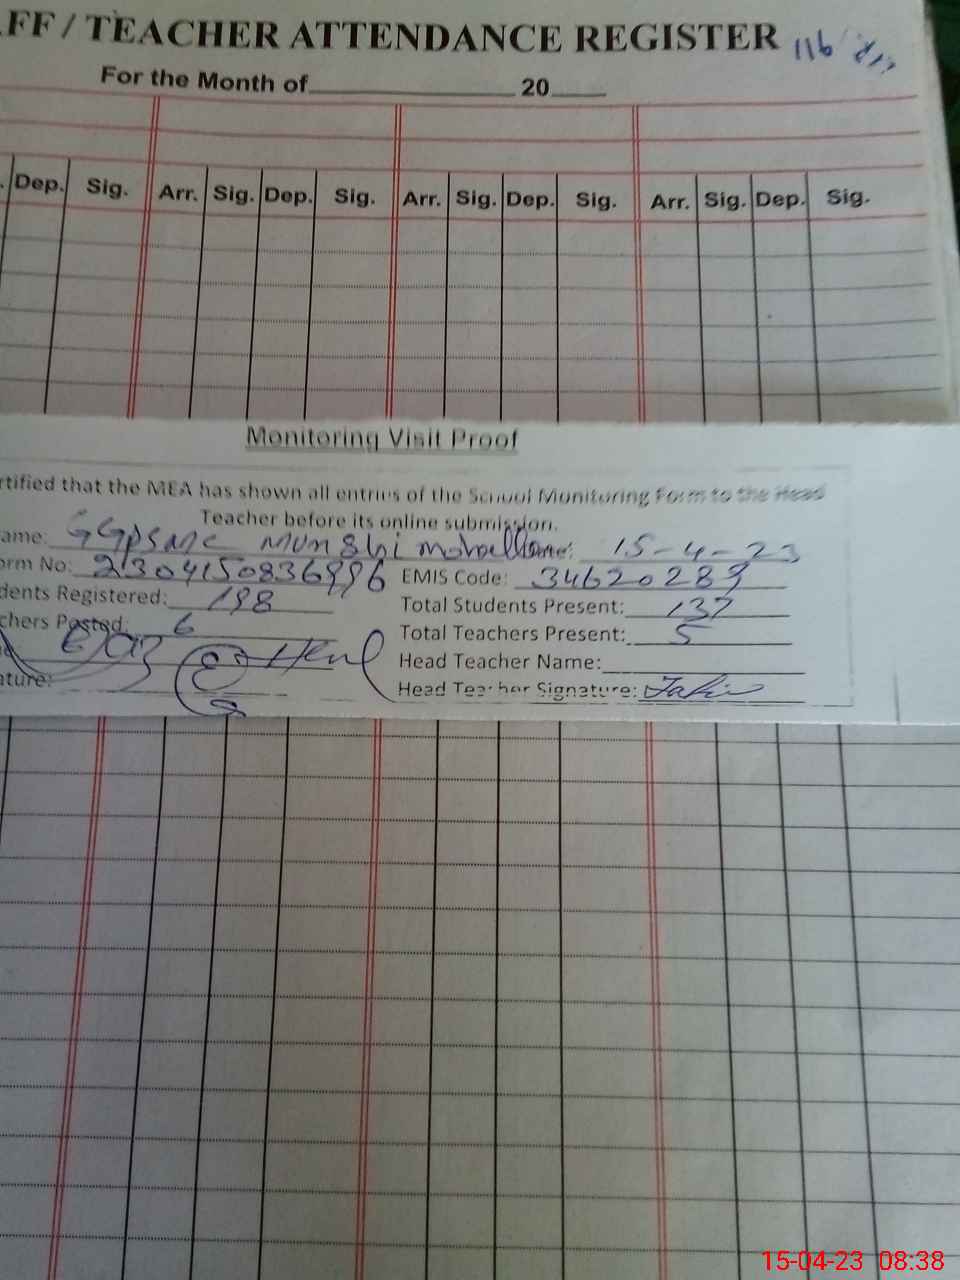 FF / TEACHER ATTENDANCE REGISTER 116
For the Month of 20
Dep. Sig. Arr. Sig. Dep. Sig. Arr. Sig. Dep. Sig. Arr. Sig. Dep. Sig.
Monitoring Visit Proof
rtified that the MEA has shown all entries of the School Monitoring Form to the Head
Teacher before its online submission.
ame: Munshi mohallah me: 15-4-23
orm No: EMIS Code: 34620289
dents Registered: 198 Total Students Present: 137
chers Posted: 6 Total Teachers Present: 5
Head Teacher Name:
ature: Head Teacher Signature:
15-04-23 08:38